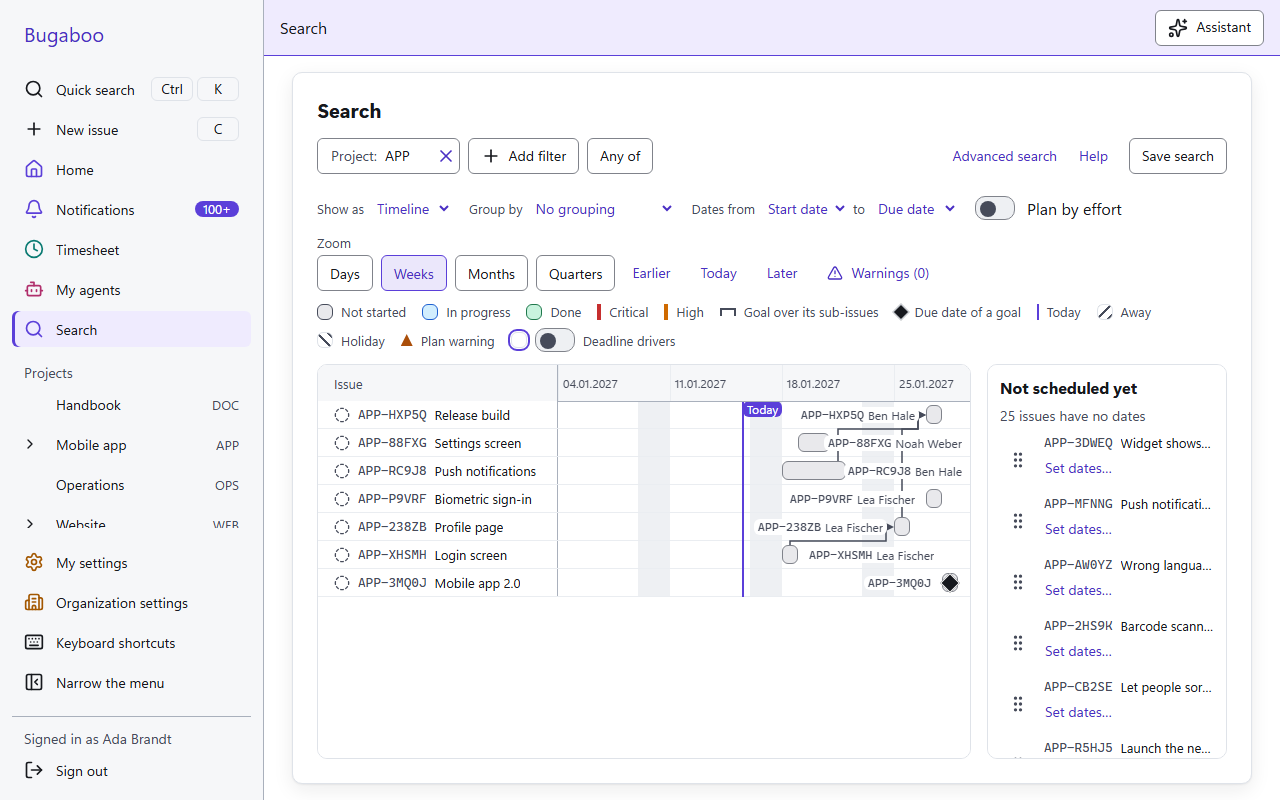 Bugaboo
Quick search Ctrl K
New issue C
Home
Notifications 100+
Timesheet
My agents
Search
Projects
Handbook DOC
Mobile app APP
Operations OPS
Website WEB
My settings
Organization settings
Keyboard shortcuts
Narrow the menu
Signed in as Ada Brandt
Sign out
Search
Assistant
Search
Project: APP Add filter Any of Advanced search Help Save search
Show as Timeline Group by No grouping Dates from Start date to Due date Plan by effort
Zoom
Days Weeks Months Quarters Earlier Today Later Warnings (0)
Not started In progress Done Critical High Goal over its sub-issues Due date of a goal Today Away
Holiday Plan warning Deadline drivers
Issue 04.01.2027 11.01.2027 18.01.2027 25.01.2027
Today
APP-HXP5Q Release build APP-HXP5Q Ben Hale
APP-88FXG Settings screen APP-88FXG Noah Weber
APP-RC9J8 Push notifications APP-RC9J8 Ben Hale
APP-P9VRF Biometric sign-in APP-P9VRF Lea Fischer
APP-238ZB Profile page APP-238ZB Lea Fischer
APP-XHSMH Login screen APP-XHSMH Lea Fischer
APP-3MQ0J Mobile app 2.0 APP-3MQ0J
Not scheduled yet
25 issues have no dates
APP-3DWEQ Widget shows...
Set dates...
APP-MFNNG Push notificati...
Set dates...
APP-AW0YZ Wrong langua...
Set dates...
APP-2HS9K Barcode scann...
Set dates...
APP-CB2SE Let people sor...
Set dates...
APP-R5HJ5 Launch the ne...